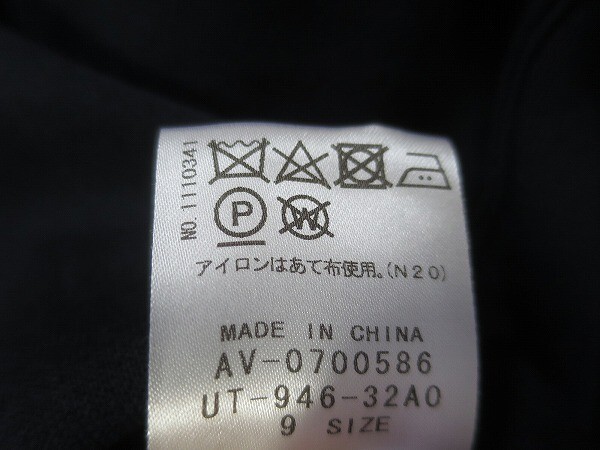 NO.1110341
P W
アイロンはあて布使用。(N20)
MADE IN CHINA
AV-0700586
UT-946-32A0
9 SIZE